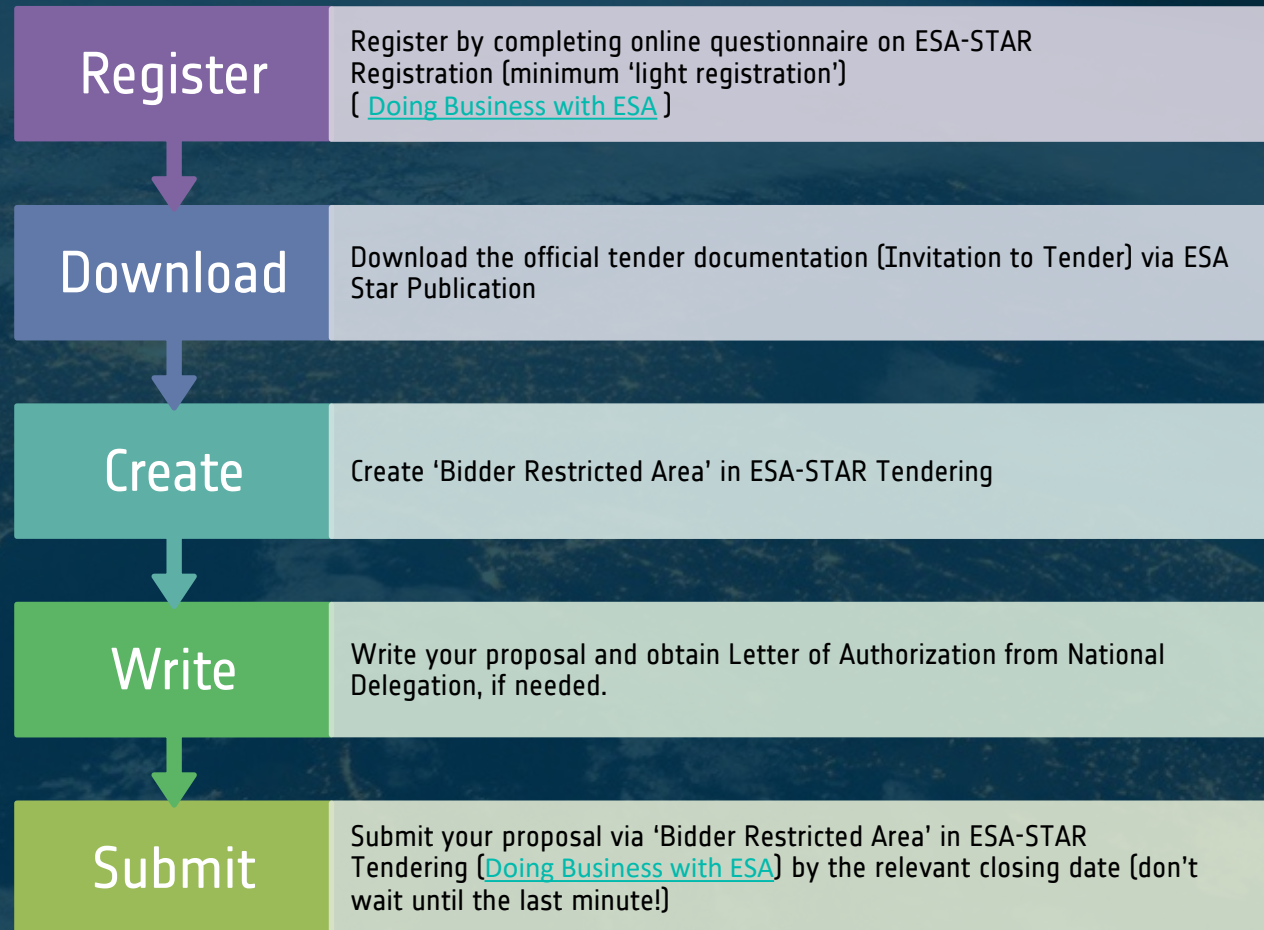 Register
Register by completing online questionnaire on ESA-STAR
Registration (minimum ‘light registration’)
( Doing Business with ESA )
Download
Download the official tender documentation (Invitation to Tender) via ESA
Star Publication
Create
Create ‘Bidder Restricted Area’ in ESA-STAR Tendering
Write
Write your proposal and obtain Letter of Authorization from National
Delegation, if needed.
Submit
Submit your proposal via ‘Bidder Restricted Area’ in ESA-STAR
Tendering (Doing Business with ESA) by the relevant closing date (don’t
wait until the last minute!)